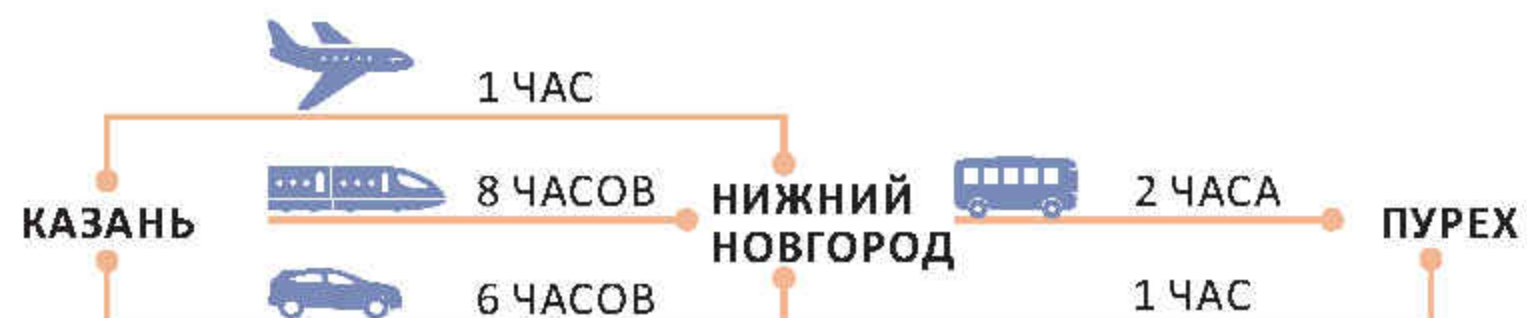 1 ЧАС
8 ЧАСОВ
КАЗАНЬ
НИЖНИЙ
НОВГОРОД
2 ЧАСА
ПУРЕХ
6 ЧАСОВ
1 ЧАС